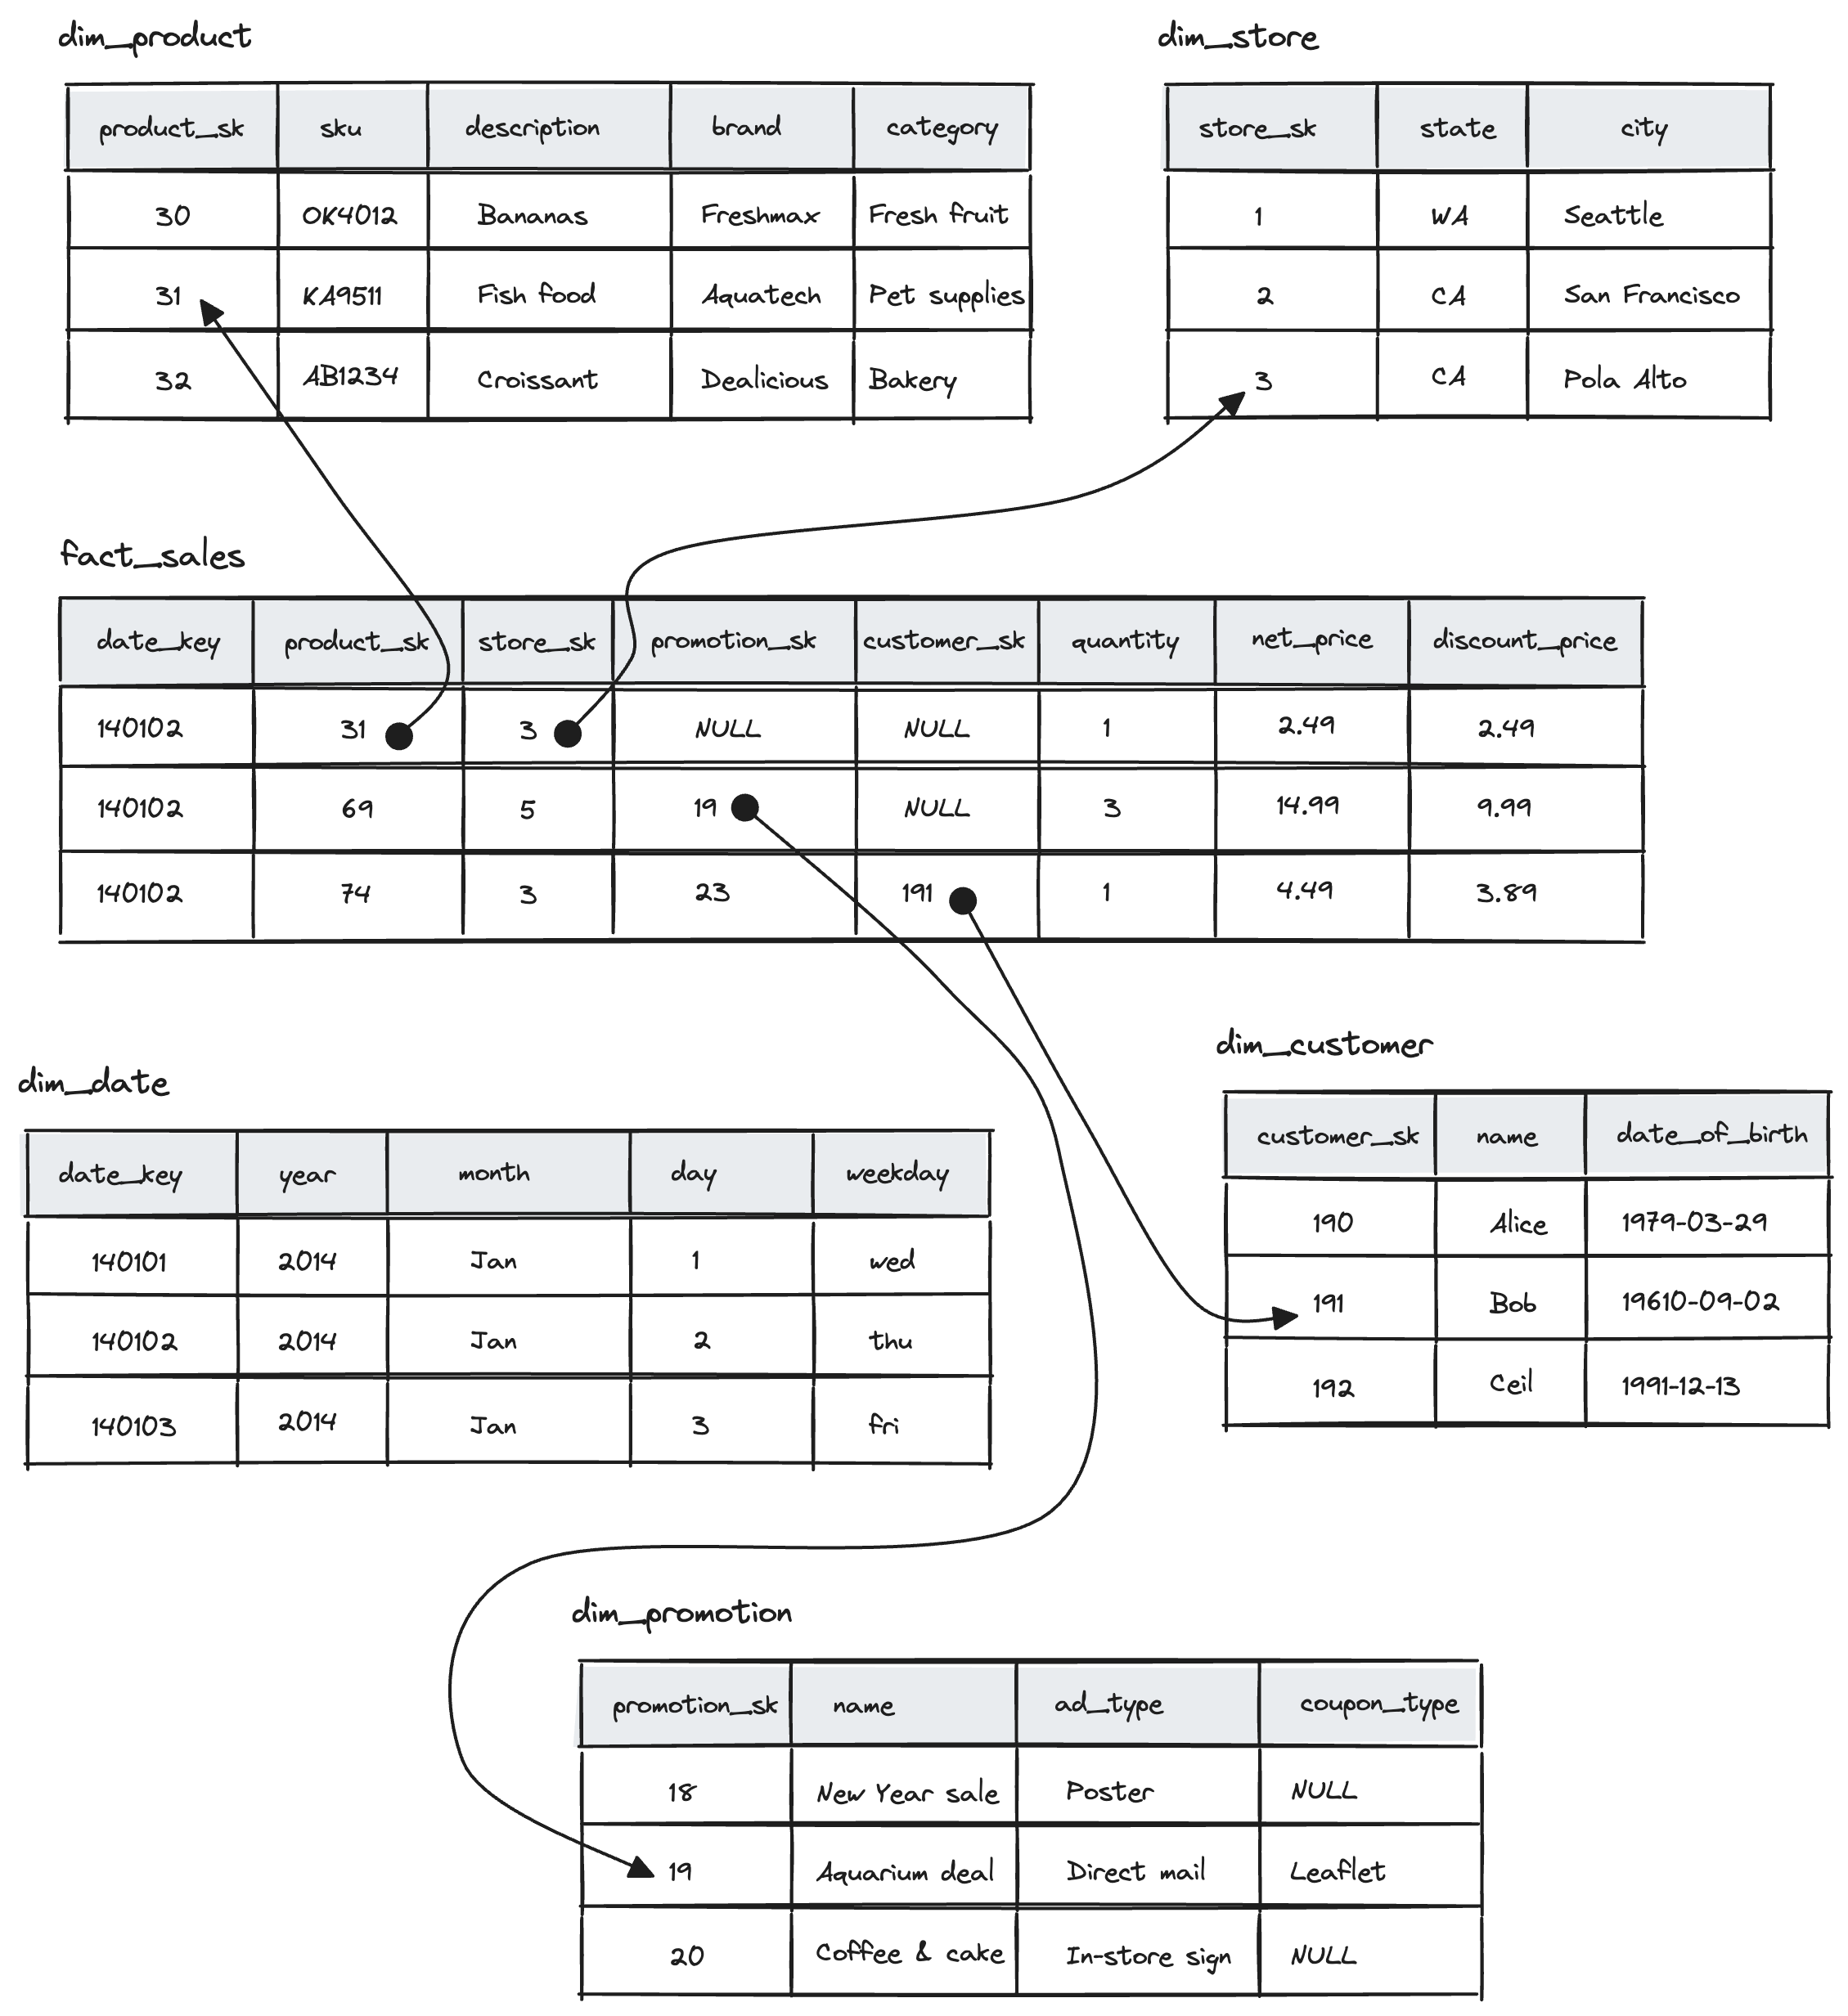 dim_product
product_sk sku description brand category
30 OK4012 Bananas Freshmax Fresh fruit
31 KA9511 Fish food Aquatech Pet supplies
32 AB1234 Croissant Dealicious Bakery
dim_store
store_sk state city
1 WA Seattle
2 CA San Francisco
3 CA Pola Alto
fact_sales
date_key product_sk store_sk promotion_sk customer_sk quantity net_price discount_price
140102 31 3 NULL NULL 1 2.49 2.49
140102 69 5 19 NULL 3 14.99 9.99
140102 74 3 23 191 1 4.49 3.89
dim_date
date_key year month day weekday
140101 2014 Jan 1 wed
140102 2014 Jan 2 thu
140103 2014 Jan 3 fri
dim_customer
customer_sk name date_of_birth
190 Alice 1979-03-29
191 Bob 19610-09-02
192 Ceil 1991-12-13
dim_promotion
promotion_sk name ad_type coupon_type
18 New Year sale Poster NULL
19 Aquarium deal Direct mail Leaflet
20 Coffee & cake In-store sign NULL